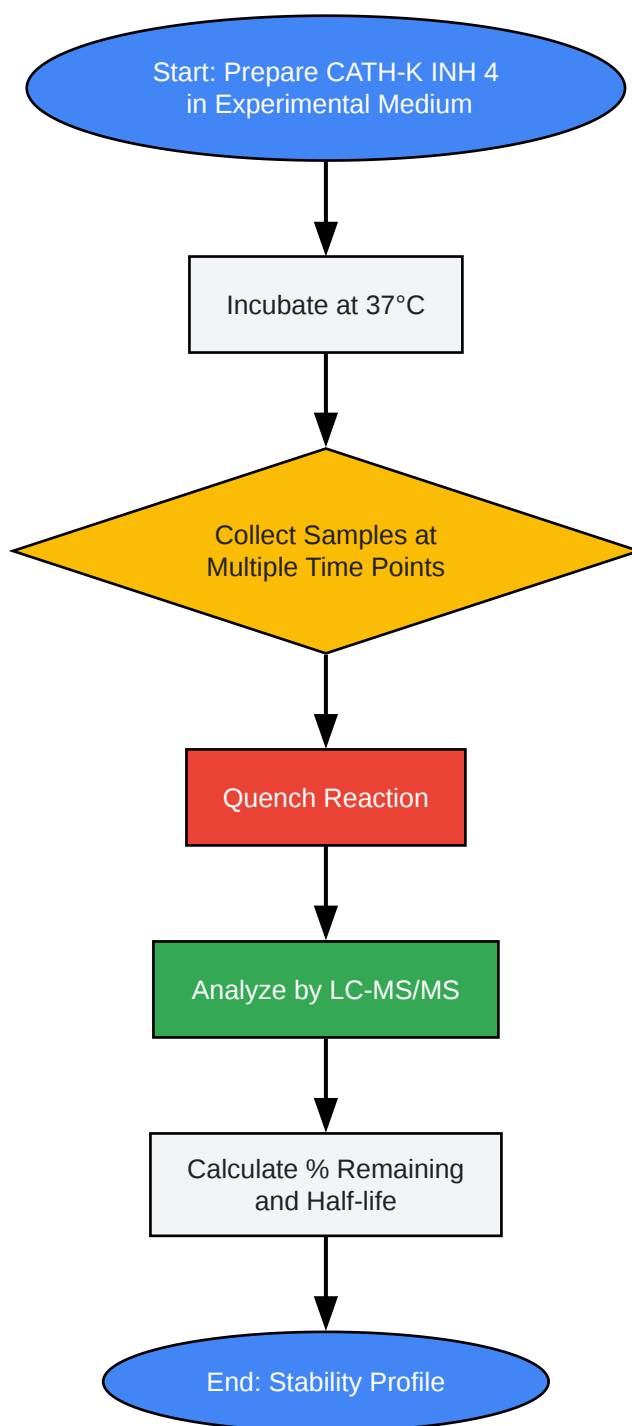 Start: Prepare CATH-K INH 4
in Experimental Medium
Incubate at 37°C
Collect Samples at
Multiple Time Points
Quench Reaction
Analyze by LC-MS/MS
Calculate % Remaining
and Half-life
End: Stability Profile